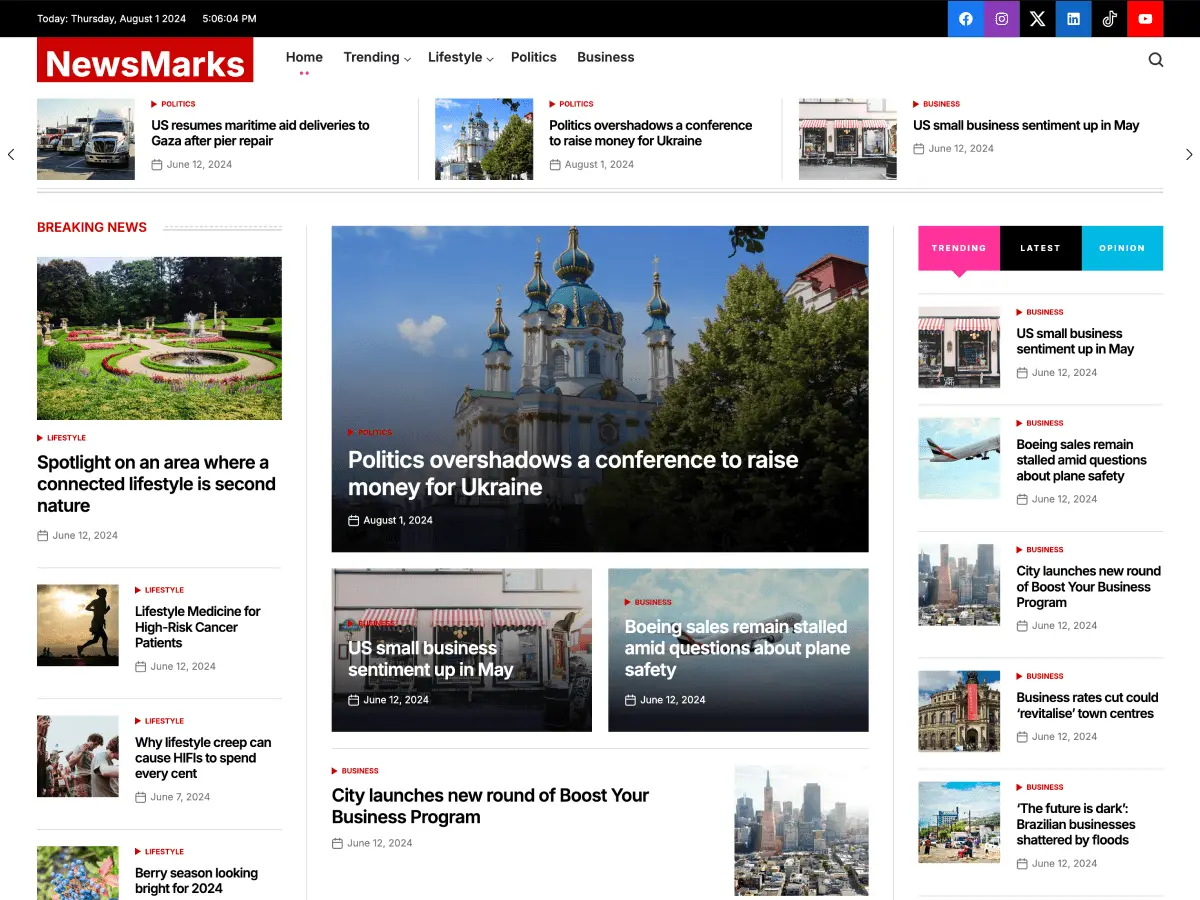 Today: Thursday, August 1 2024 5:06:04 PM
NewsMarks
Home Trending Lifestyle Politics Business
POLITICS
US resumes maritime aid deliveries to
Gaza after pier repair
June 12, 2024
POLITICS
Politics overshadows a conference
to raise money for Ukraine
August 1, 2024
BUSINESS
US small business sentiment up in May
June 12, 2024
BREAKING NEWS
LIFESTYLE
Spotlight on an area where a
connected lifestyle is second
nature
June 12, 2024
LIFESTYLE
Lifestyle Medicine for
High-Risk Cancer
Patients
June 12, 2024
LIFESTYLE
Why lifestyle creep can
cause HIFIs to spend
every cent
June 7, 2024
LIFESTYLE
Berry season looking
bright for 2024
POLITICS
Politics overshadows a conference to raise
money for Ukraine
August 1, 2024
BUSINESS
US small business
sentiment up in May
June 12, 2024
BUSINESS
Boeing sales remain stalled
amid questions about plane
safety
June 12, 2024
BUSINESS
City launches new round of Boost Your
Business Program
June 12, 2024
TRENDING LATEST OPINION
BUSINESS
US small business
sentiment up in May
June 12, 2024
BUSINESS
Boeing sales remain
stalled amid questions
about plane safety
June 12, 2024
BUSINESS
City launches new round
of Boost Your Business
Program
June 12, 2024
BUSINESS
Business rates cut could
‘revitalise’ town centres
June 12, 2024
BUSINESS
‘The future is dark’:
Brazilian businesses
shattered by floods
June 12, 2024